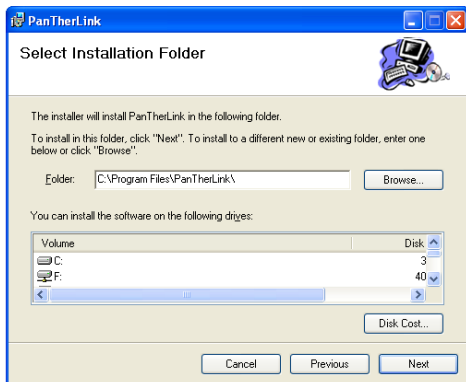 PanTherLink
Select Installation Folder
The installer will install PanTherLink in the following folder.
To install in this folder, click "Next". To install to a different new or existing folder, enter one
below or click "Browse".
Folder: C:\Program Files\PanTherLink\ Browse...
You can install the software on the following drives:
Volume Disk
C: 3
F: 40
Disk Cost...
Cancel Previous Next